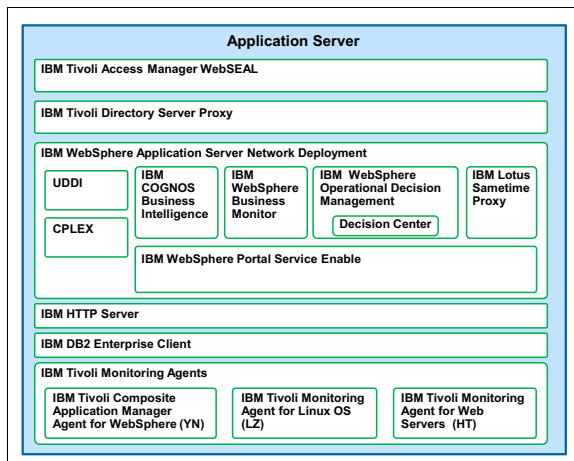 Application Server
IBM Tivoli Access Manager WebSEAL
IBM Tivoli Directory Server Proxy
IBM WebSphere Application Server Network Deployment
UDDI
CPLEX
IBM
COGNOS
Business
Intelligence
IBM
WebSphere
Business
Monitor
IBM WebSphere
Operational Decision
Management
Decision Center
IBM Lotus
Sametime
Proxy
IBM WebSphere Portal Service Enable
IBM HTTP Server
IBM DB2 Enterprise Client
IBM Tivoli Monitoring Agents
IBM Tivoli Composite
Application Manager
Agent for WebSphere (YN)
IBM Tivoli Monitoring
Agent for Linux OS
(LZ)
IBM Tivoli Monitoring
Agent for Web
Servers (HT)